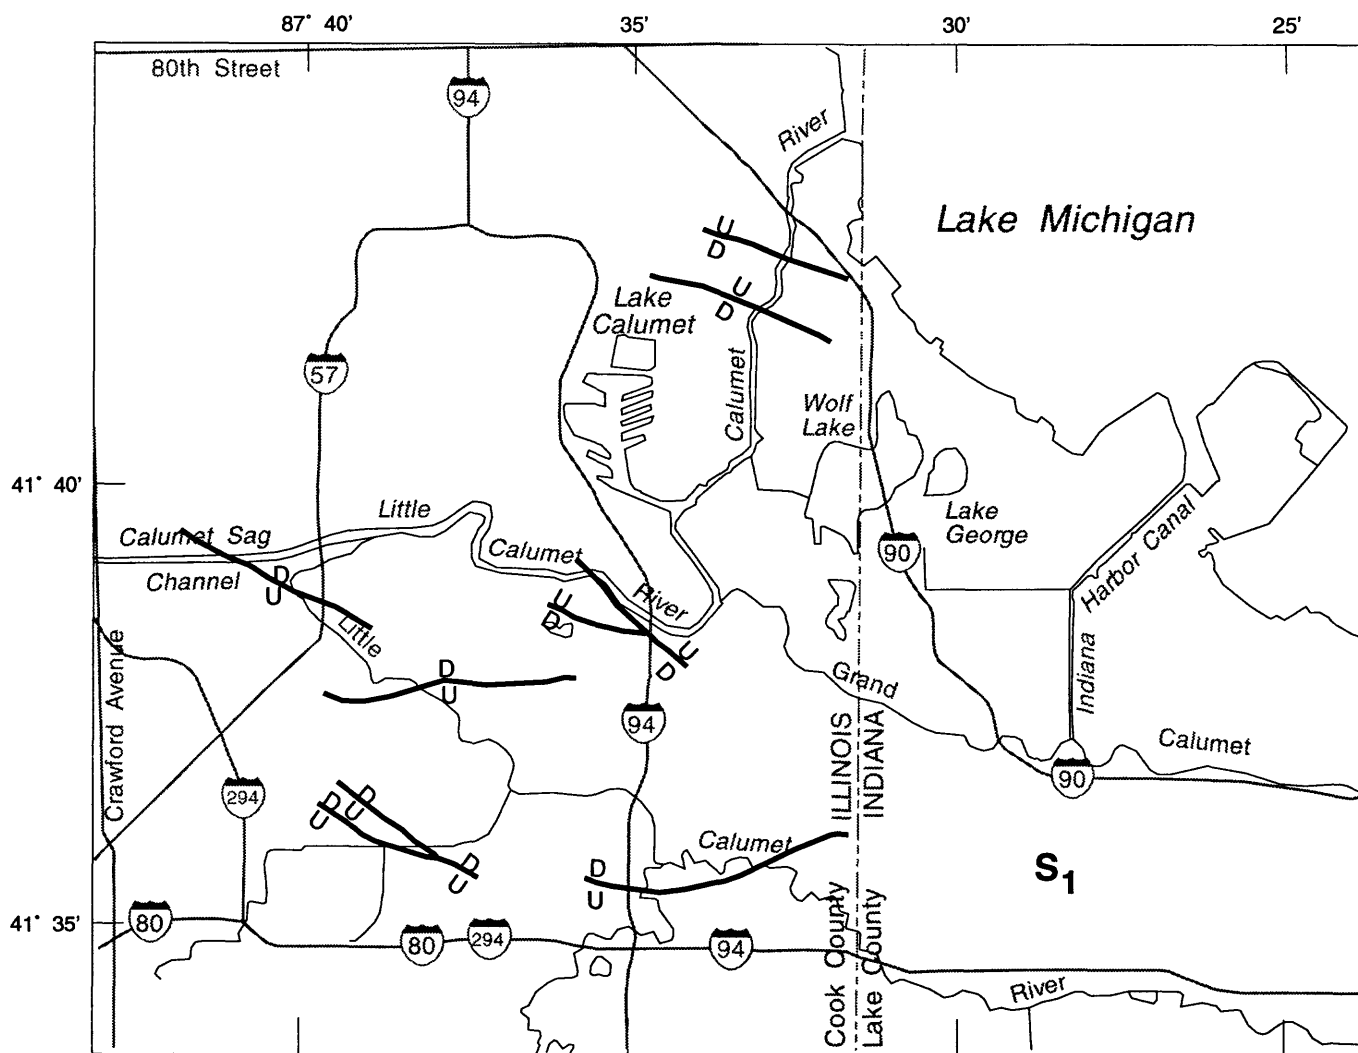 87° 40'
35'
30'
25'
80th Street
94
River
Lake Michigan
U
D
U
D
Lake
Calumet
57
Calumet
Wolf
Lake
41° 40'
Little
Calumet Sag
Channel
Calumet
Lake
George
90
Harbor Canal
D
U
River
U
D
Little
U
D
D
U
Grand
Indiana
Crawford Avenue
94
ILLINOIS
INDIANA
Calumet
90
294
D
U
D
U
D
U
Calumet
D
U
S1
41° 35'
80
80
294
94
Cook County
Lake County
River